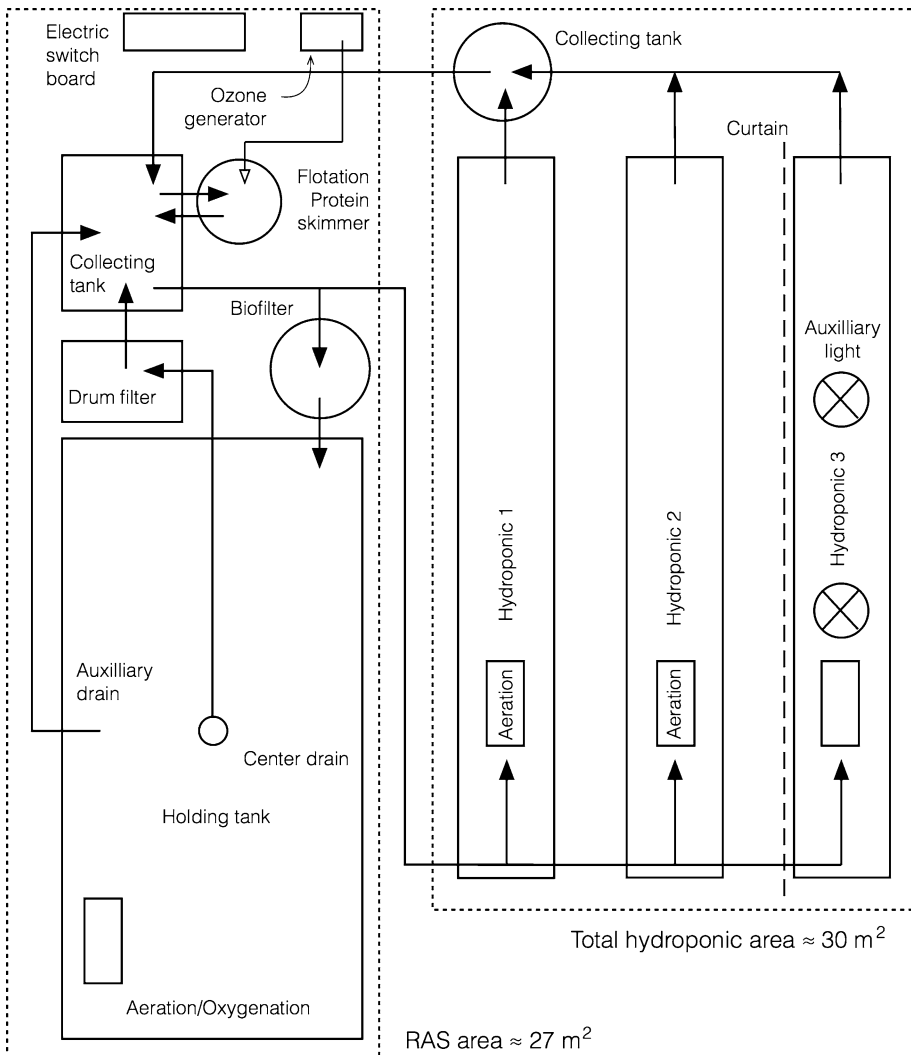 Electric
switch
board
Ozone
generator
Collecting tank
Curtain
Flotation
Protein
skimmer
Collecting
tank
Biofilter
Drum filter
Auxilliary
light
Hydroponic 1
Hydroponic 2
Hydroponic 3
Aeration
Aeration
Auxilliary
drain
Center drain
Holding tank
Aeration/Oxygenation
Total hydroponic area ≈ 30 m²
RAS area ≈ 27 m²